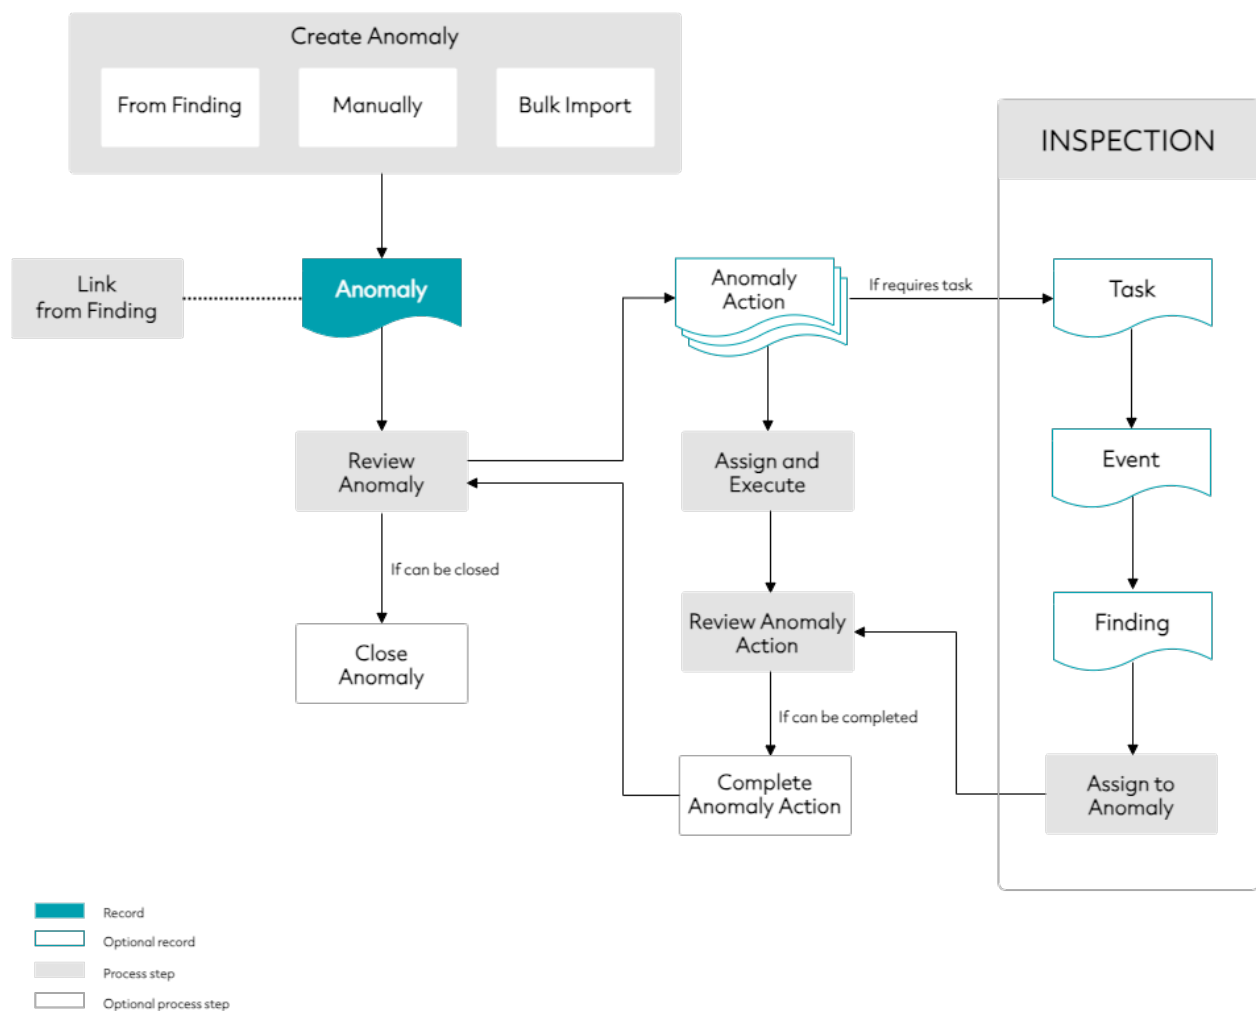 Create Anomaly
From Finding
Manually
Bulk Import
INSPECTION
Link
from Finding
Anomaly
Anomaly
Action
If requires task
Task
Review
Anomaly
Assign and
Execute
Event
If can be closed
Close
Anomaly
Review Anomaly
Action
Finding
If can be completed
Complete
Anomaly Action
Assign to
Anomaly
Record
Optional record
Process step
Optional process step